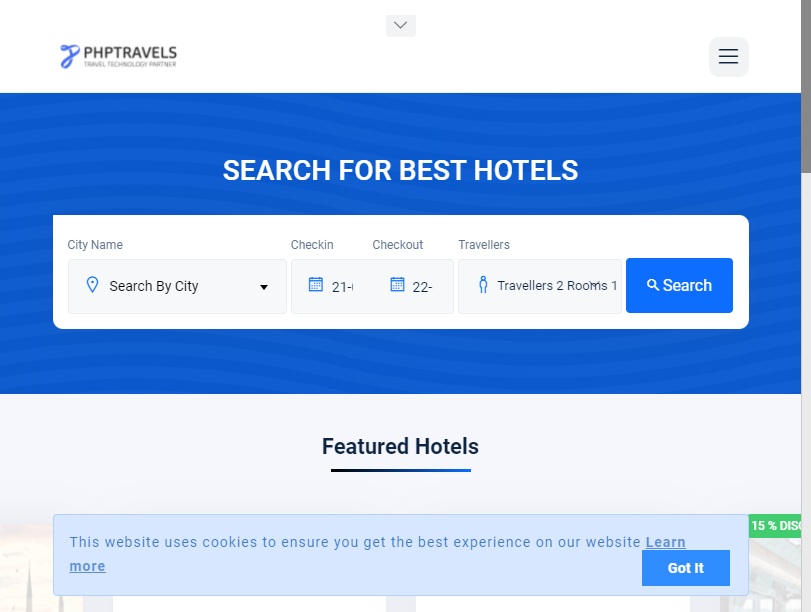 PHPTRAVELS
TRAVEL TECHNOLOGY PARTNER
SEARCH FOR BEST HOTELS
City Name
Checkin
Checkout
Travellers
Search By City
21-
22-
Travellers 2 Rooms 1
Search
Featured Hotels
15 % DISC
This website uses cookies to ensure you get the best experience on our website Learn
more
Got It